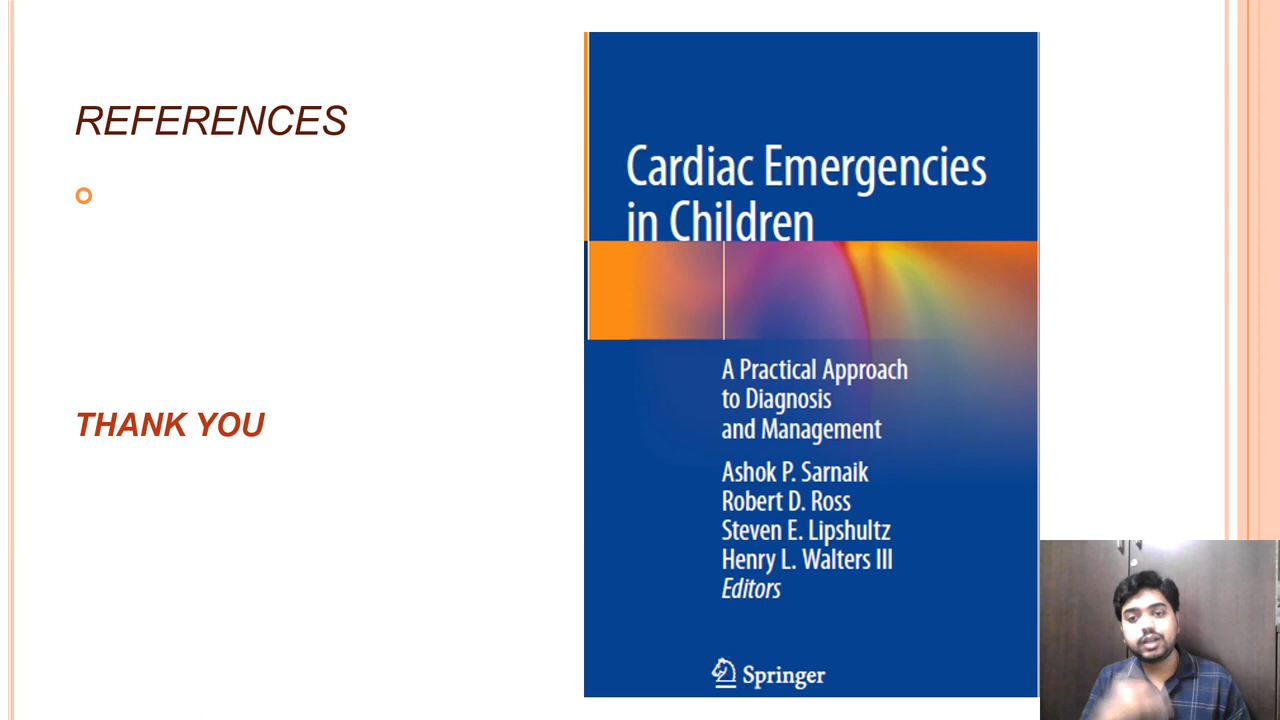 REFERENCES
THANK YOU
Cardiac Emergencies
in Children
A Practical Approach
to Diagnosis
and Management
Ashok P. Sarnaik
Robert D. Ross
Steven E. Lipshultz
Henry L. Walters III
Editors
Springer